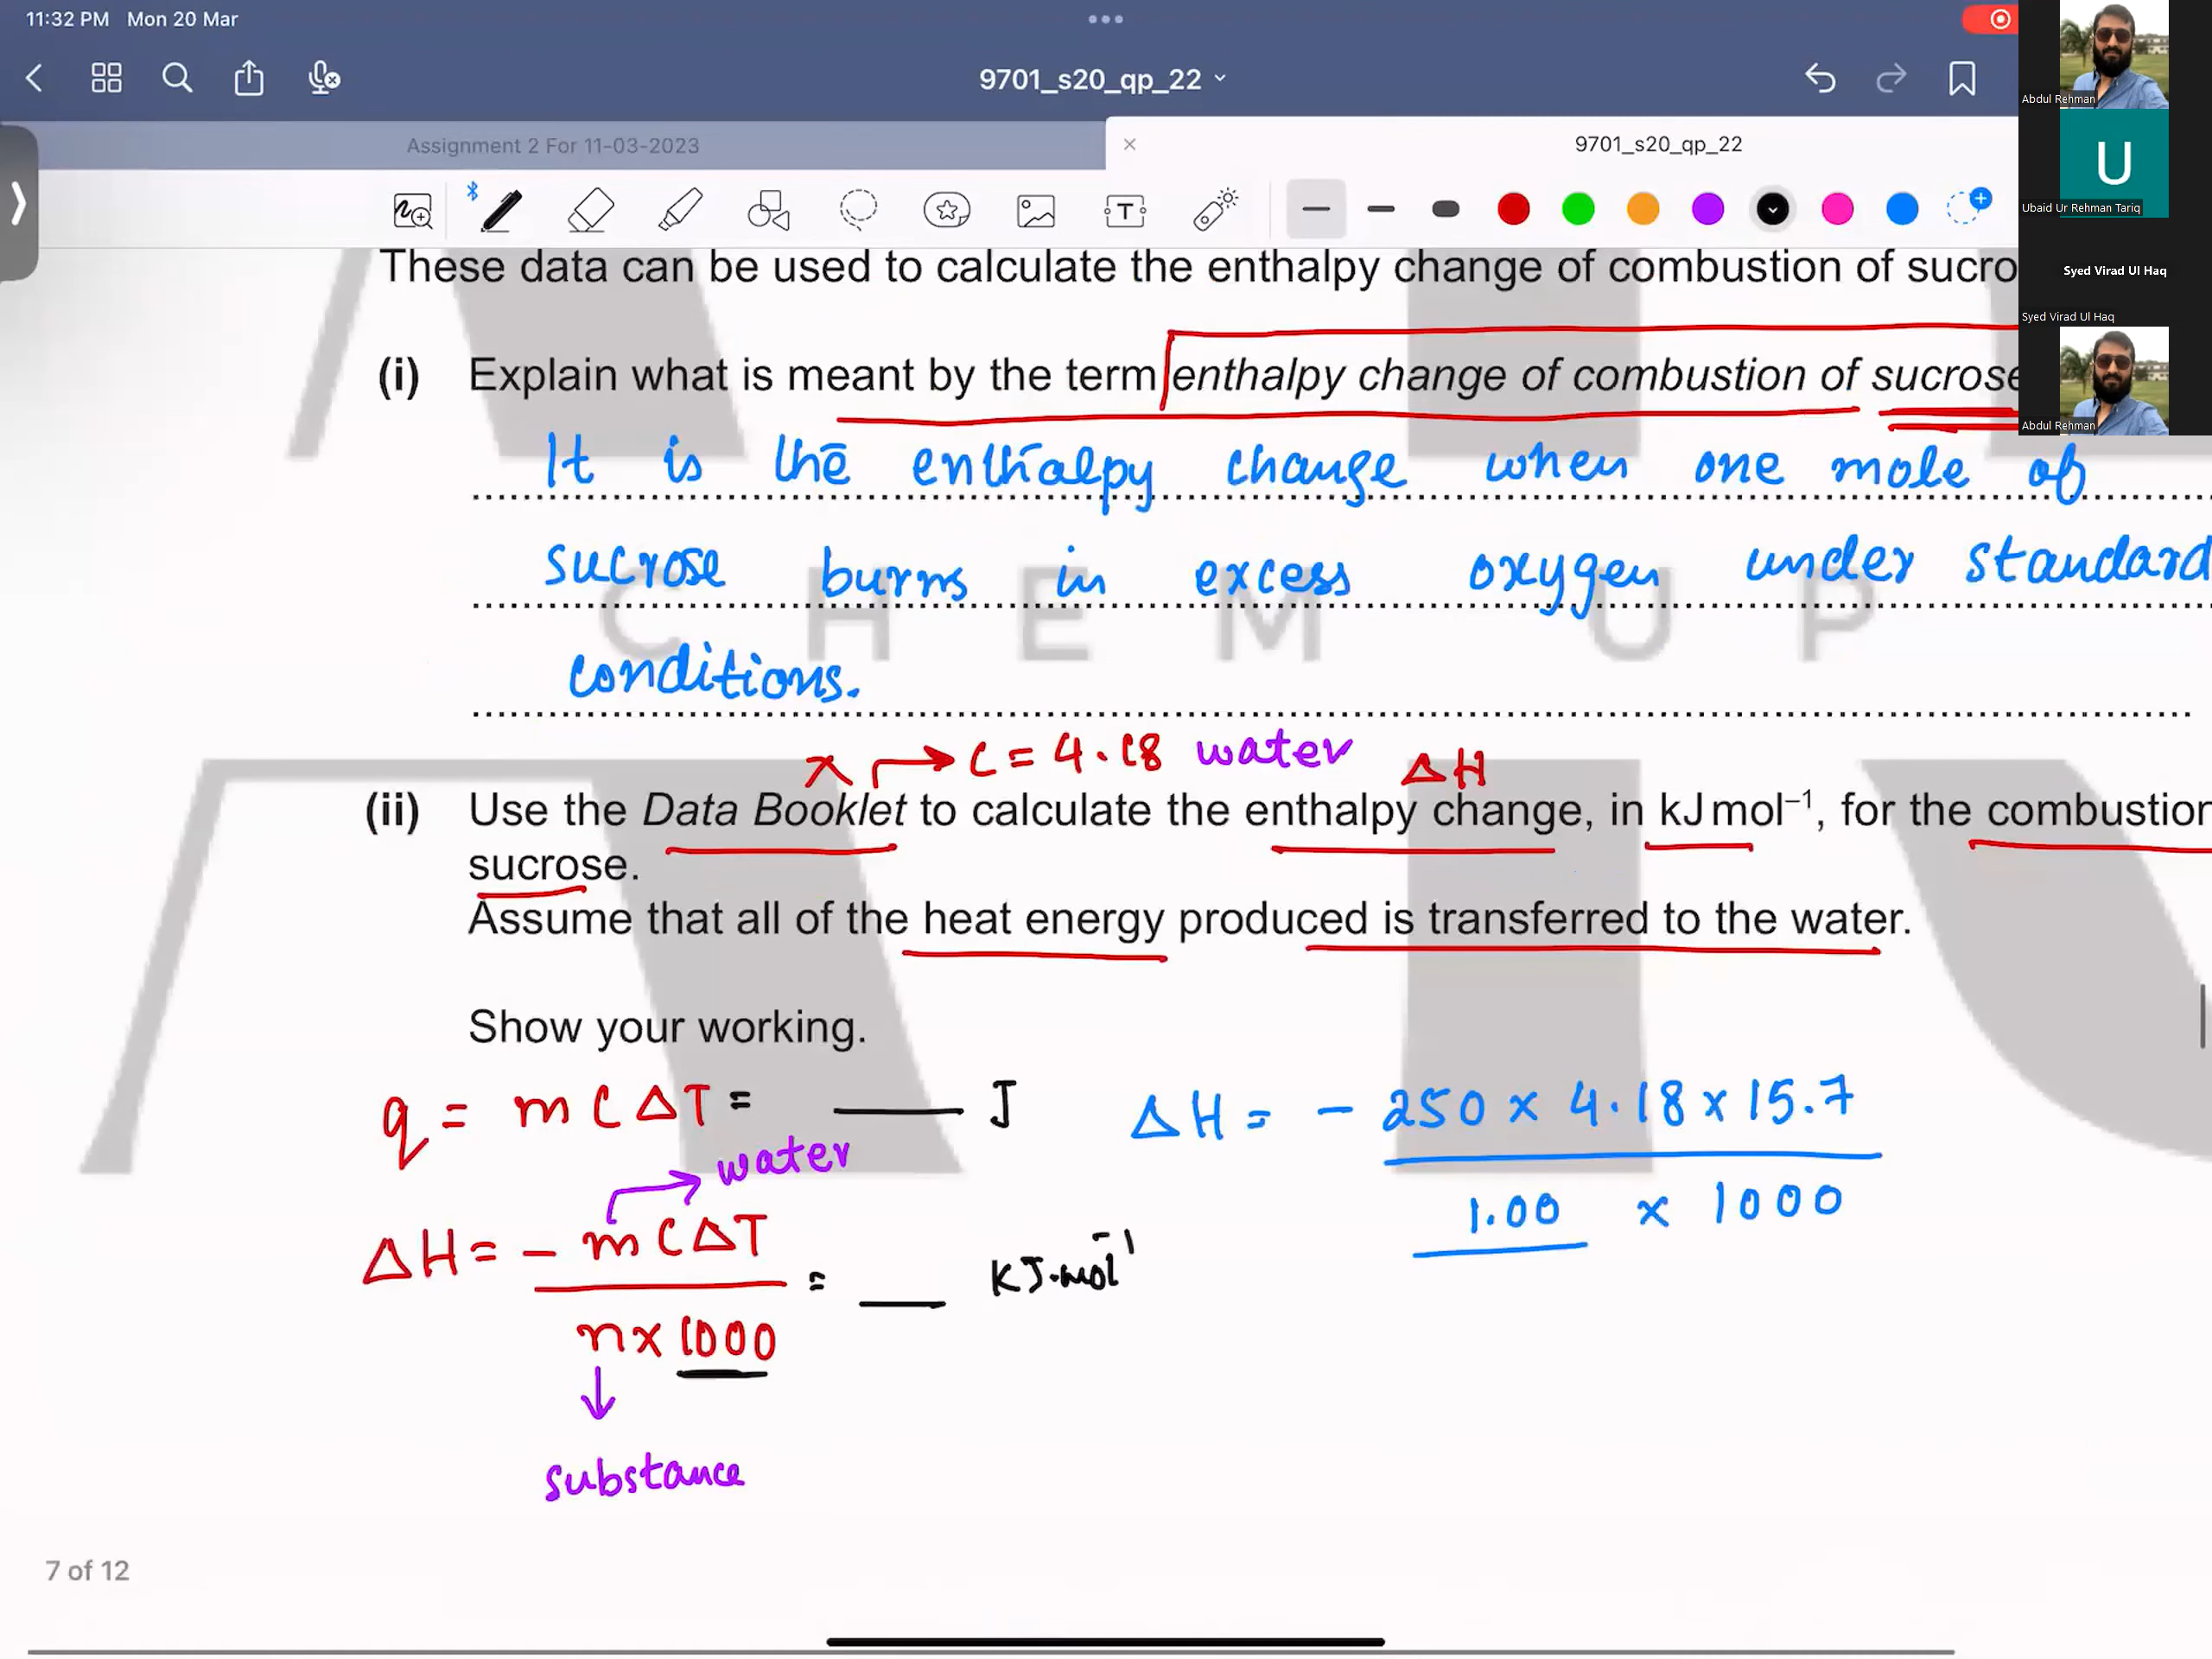 11:32 PM Mon 20 Mar
9701_s20_qp_22
Abdul Rehman
Assignment 2 For 11-03-2023
9701_s20_qp_22
U
Ubaid Ur Rehman Tariq
T
Syed Virad Ul Haq
Syed Virad Ul Haq
Abdul Rehman
These data can be used to calculate the enthalpy change of combustion of sucro
(i) Explain what is meant by the term enthalpy change of combustion of sucrose
It is the enthalpy change when one mole of
sucrose burns in excess oxygen under standard
conditions.
CHEM UP
x → C = 4.18 water ΔH
(ii) Use the Data Booklet to calculate the enthalpy change, in kJ mol⁻¹, for the combustion
sucrose.
Assume that all of the heat energy produced is transferred to the water.
Show your working.
q = m C ΔT = ___ J
ΔH = - 250 x 4.18 x 15.7
1.00 x 1000
water
ΔH = - m C ΔT
n x 1000
= ___ KJ.mol⁻¹
substance
7 of 12